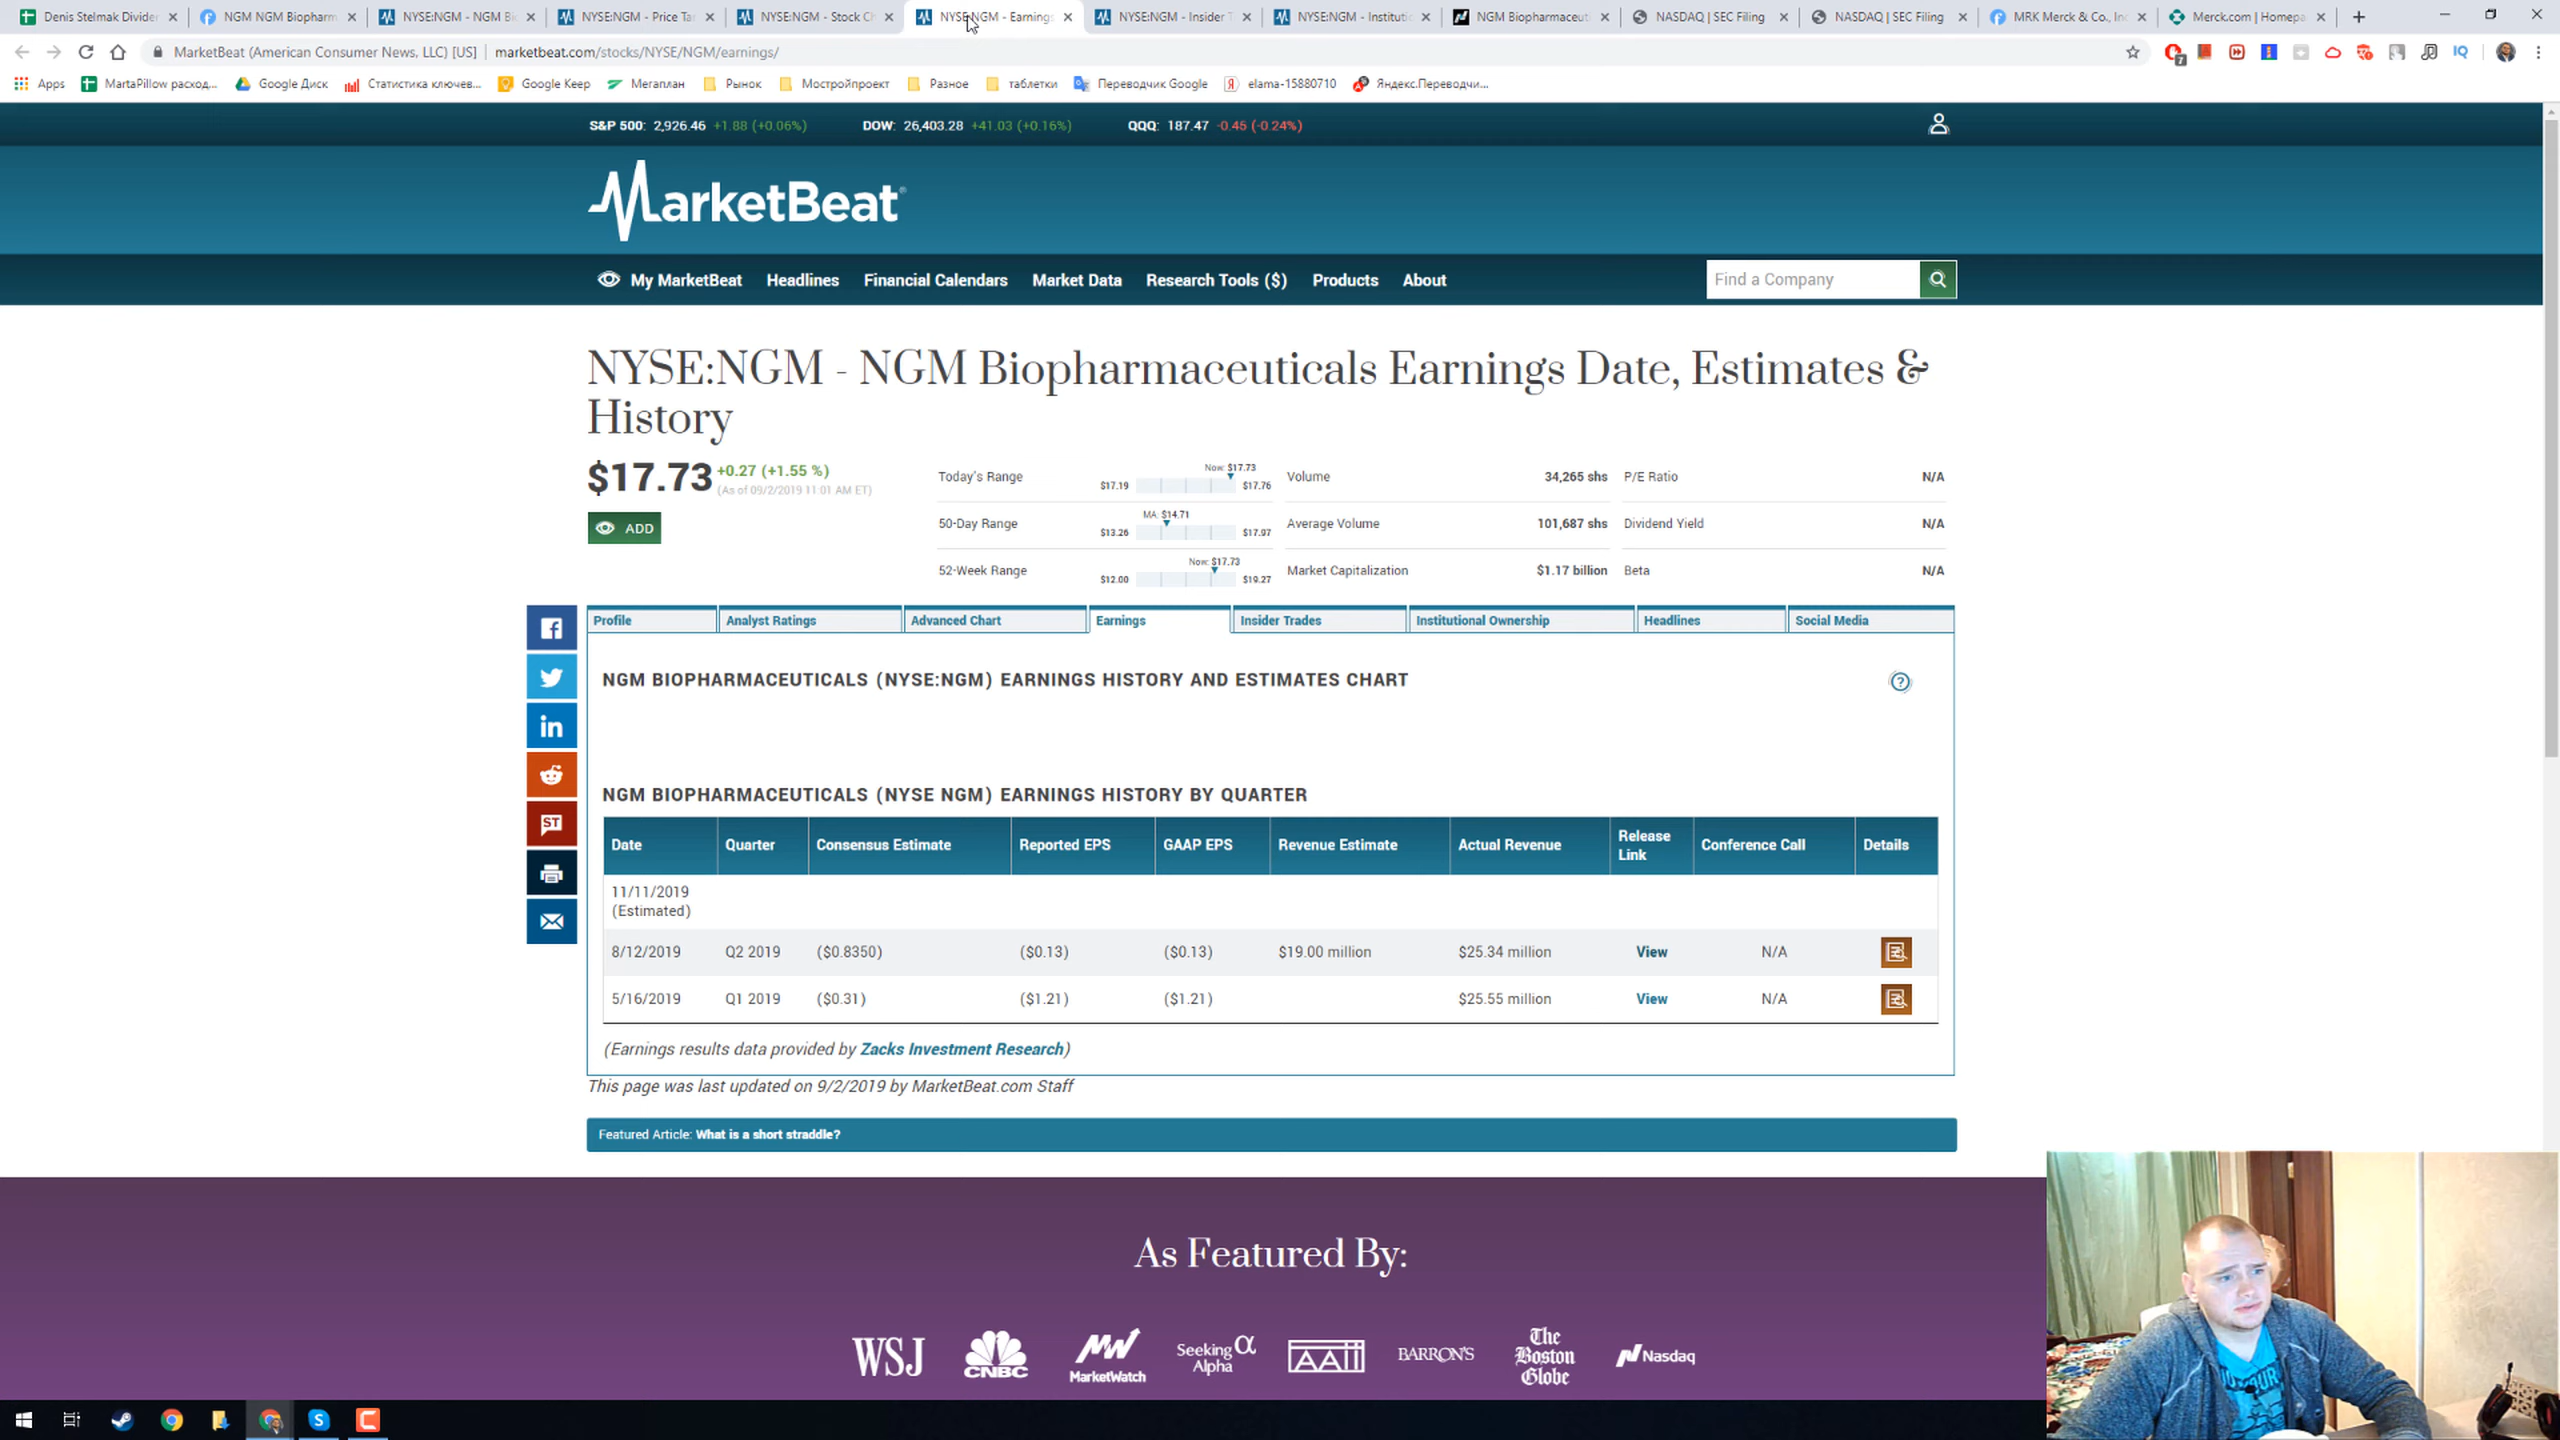 Denis Stelmak Divider
NGM NGM Biopharm
NYSE:NGM - NGM Bi
NYSE:NGM - Price Ta
NYSE:NGM - Stock C
NYSE:NGM - Earnings
NYSE:NGM - Insider T
NYSE:NGM - Institutic
NGM Biopharmaceuti
NASDAQ | SEC Filing
NASDAQ | SEC Filing
MRK Merck & Co., In
Merck.com | Homepa
MarketBeat (American Consumer News, LLC) [US] | marketbeat.com/stocks/NYSE/NGM/earnings/
Apps MartaPillow расход... Google Диск Статистика ключев... Google Keep Мегаплан Рынок Мостройпроект Разное таблетки Переводчик Google elama-15880710 Яндекс.Переводчи...
S&P 500: 2,926.46 +1.88 (+0.06%) DOW: 26,403.28 +41.03 (+0.16%) QQQ: 187.47 -0.45 (-0.24%)
MarketBeat
My MarketBeat Headlines Financial Calendars Market Data Research Tools ($) Products About Find a Company
NYSE:NGM - NGM Biopharmaceuticals Earnings Date, Estimates &
History
$17.73 +0.27 (+1.55 %)
(As of 09/2/2019 11:01 AM ET)
ADD
Today's Range Now: $17.73 $17.19 $17.76 Volume 34,265 shs P/E Ratio N/A
50-Day Range MA: $14.71 $13.26 $17.97 Average Volume 101,687 shs Dividend Yield N/A
52-Week Range Now: $17.73 $12.00 $19.27 Market Capitalization $1.17 billion Beta N/A
Profile Analyst Ratings Advanced Chart Earnings Insider Trades Institutional Ownership Headlines Social Media
NGM BIOPHARMACEUTICALS (NYSE:NGM) EARNINGS HISTORY AND ESTIMATES CHART
NGM BIOPHARMACEUTICALS (NYSE NGM) EARNINGS HISTORY BY QUARTER
Date Quarter Consensus Estimate Reported EPS GAAP EPS Revenue Estimate Actual Revenue Release Link Conference Call Details
11/11/2019
(Estimated)
8/12/2019 Q2 2019 ($0.8350) ($0.13) ($0.13) $19.00 million $25.34 million View N/A
5/16/2019 Q1 2019 ($0.31) ($1.21) ($1.21) $25.55 million View N/A
(Earnings results data provided by Zacks Investment Research)
This page was last updated on 9/2/2019 by MarketBeat.com Staff
Featured Article: What is a short straddle?
As Featured By:
WSJ CNBC MW MarketWatch Seeking Alpha α AAII BARRON'S The Boston Globe Nasdaq